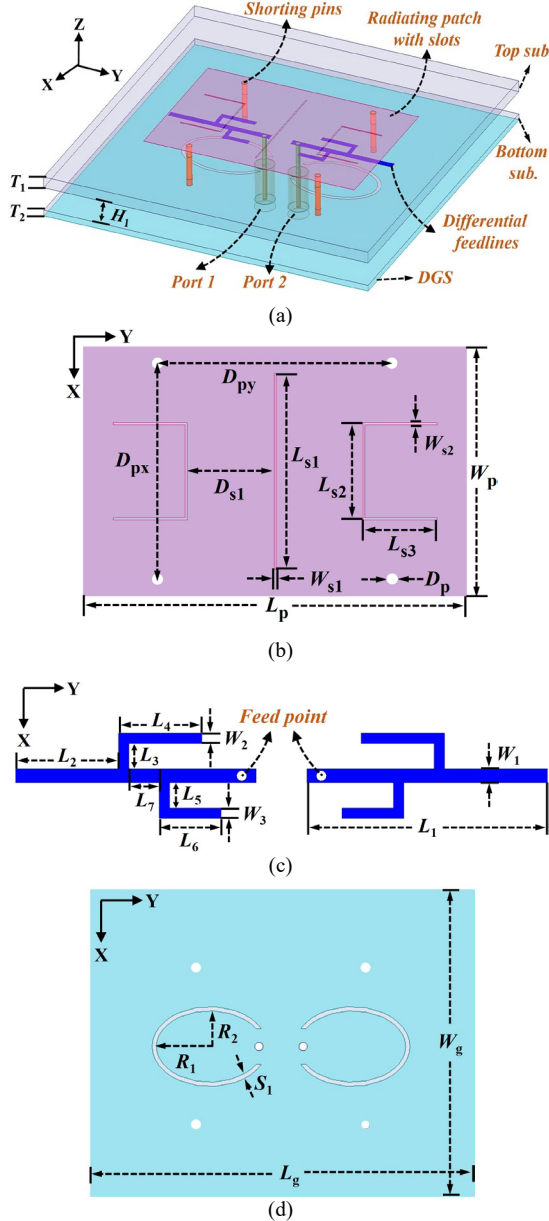 Shorting pins
Radiating patch
with slots
Z
Y
X
Top sub
Bottom
sub.
T1
T2
H1
Differential
feedlines
Port 1
Port 2
DGS
(a)
Y
X
Dpy
Dpx
Ls1
Ws2
Ds1
Ls2
Wp
Ls3
Ws1
Dp
Lp
(b)
Y
X
L4
Feed point
L2
L3
W2
W1
L7
L5
W3
L6
L1
(c)
Y
X
R2
R1
Wg
S1
Lg
(d)